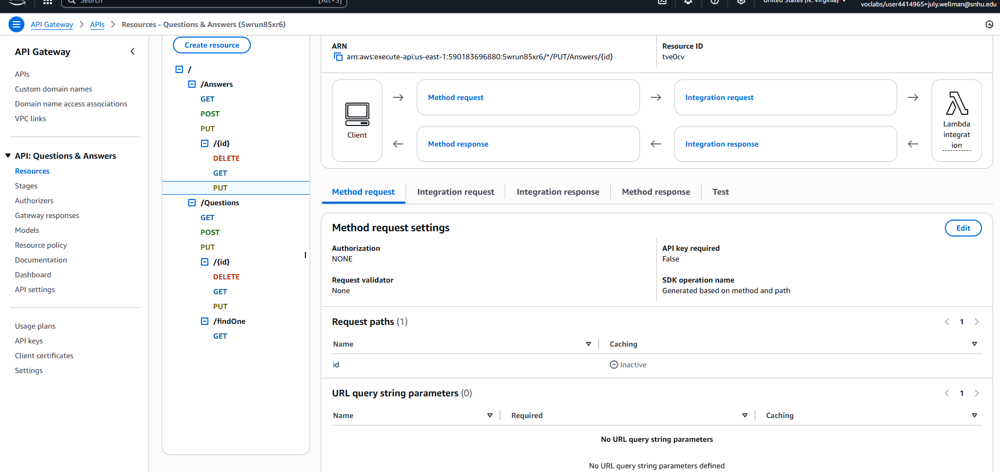 Search
[Alt+S]
United States (N. Virginia)
voclabs/user4414965=july.wellman@snhu.edu
API Gateway
APIs
Resources - Questions & Answers (5wrun85xr6)
API Gateway
APIs
Custom domain names
Domain name access associations
VPC links
API: Questions & Answers
Resources
Stages
Authorizers
Gateway responses
Models
Resource policy
Documentation
Dashboard
API settings
Usage plans
API keys
Client certificates
Settings
Create resource
/
/Answers
GET
POST
PUT
/{id}
DELETE
GET
PUT
/Questions
GET
POST
PUT
/{id}
DELETE
GET
PUT
/findOne
GET
ARN
arn:aws:execute-api:us-east-1:590183696880:5wrun85xr6/*/PUT/Answers/{id}
Resource ID
tve0cv
Client
Method request
Integration request
Method response
Integration response
Lambda
integrat
ion
Method request
Integration request
Integration response
Method response
Test
Method request settings
Edit
Authorization
NONE
API key required
False
Request validator
None
SDK operation name
Generated based on method and path
Request paths (1)
1
Name
Caching
id
Inactive
URL query string parameters (0)
1
Name
Required
Caching
No URL query string parameters
No URL query string parameters defined